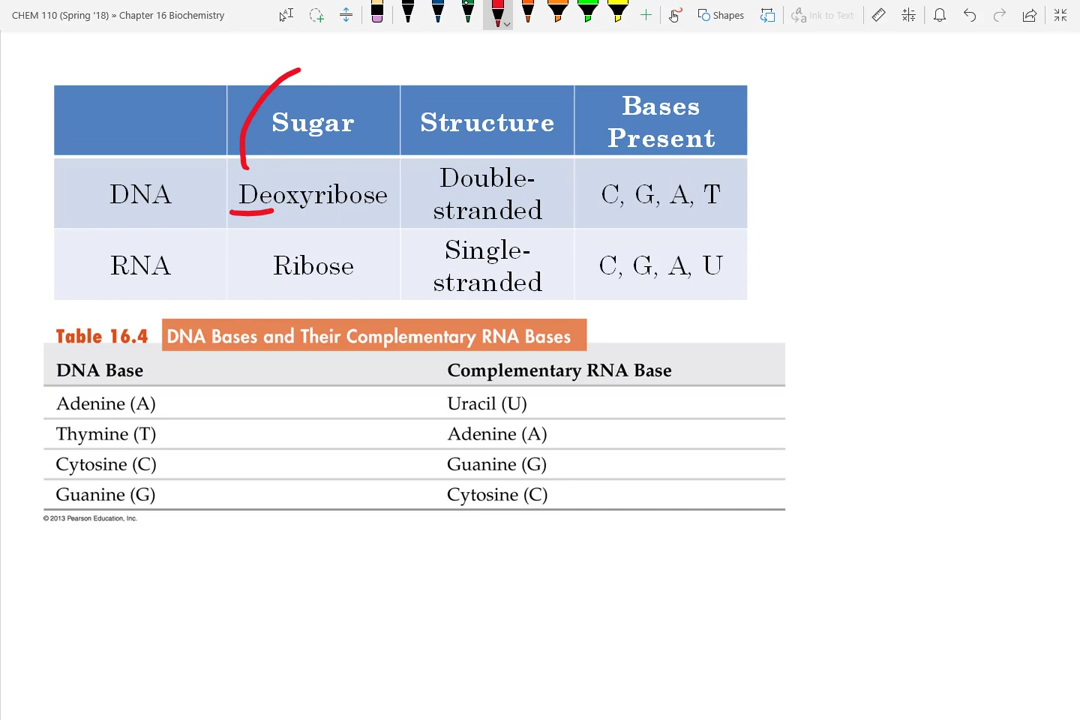 CHEM 110 (Spring '18) » Chapter 16 Biochemistry
Shapes
Ink to Text
Sugar
Structure
Bases
Present
DNA
Deoxyribose
Double-
stranded
C, G, A, T
RNA
Ribose
Single-
stranded
C, G, A, U
Table 16.4 DNA Bases and Their Complementary RNA Bases
DNA Base Complementary RNA Base
Adenine (A) Uracil (U)
Thymine (T) Adenine (A)
Cytosine (C) Guanine (G)
Guanine (G) Cytosine (C)
© 2013 Pearson Education, Inc.